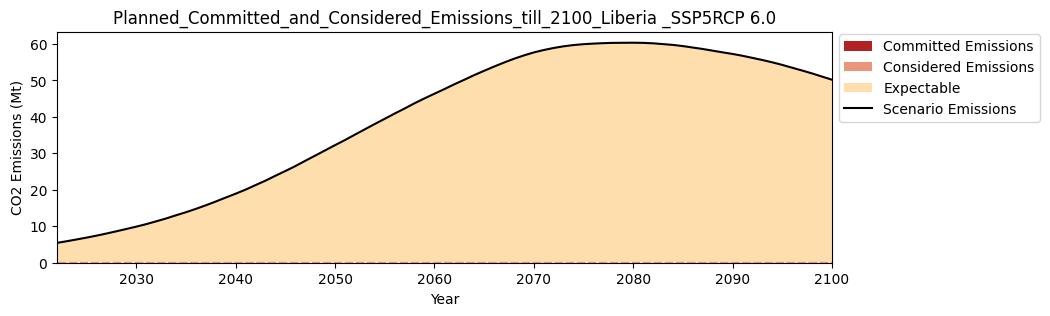 Planned_Committed_and_Considered_Emissions_till_2100_Liberia _SSP5RCP 6.0
CO2 Emissions (Mt)
60
50
40
30
20
10
0
2030 2040 2050 2060 2070 2080 2090 2100
Year
Committed Emissions
Considered Emissions
Expectable
Scenario Emissions